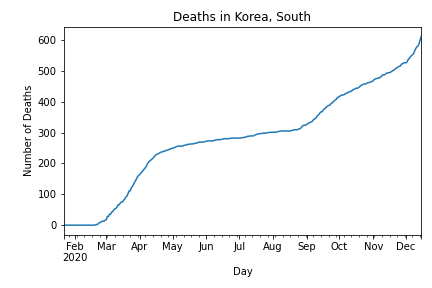 Deaths in Korea, South
Number of Deaths
600
500
400
300
200
100
0
Feb Mar Apr May Jun Jul Aug Sep Oct Nov Dec
2020
Day